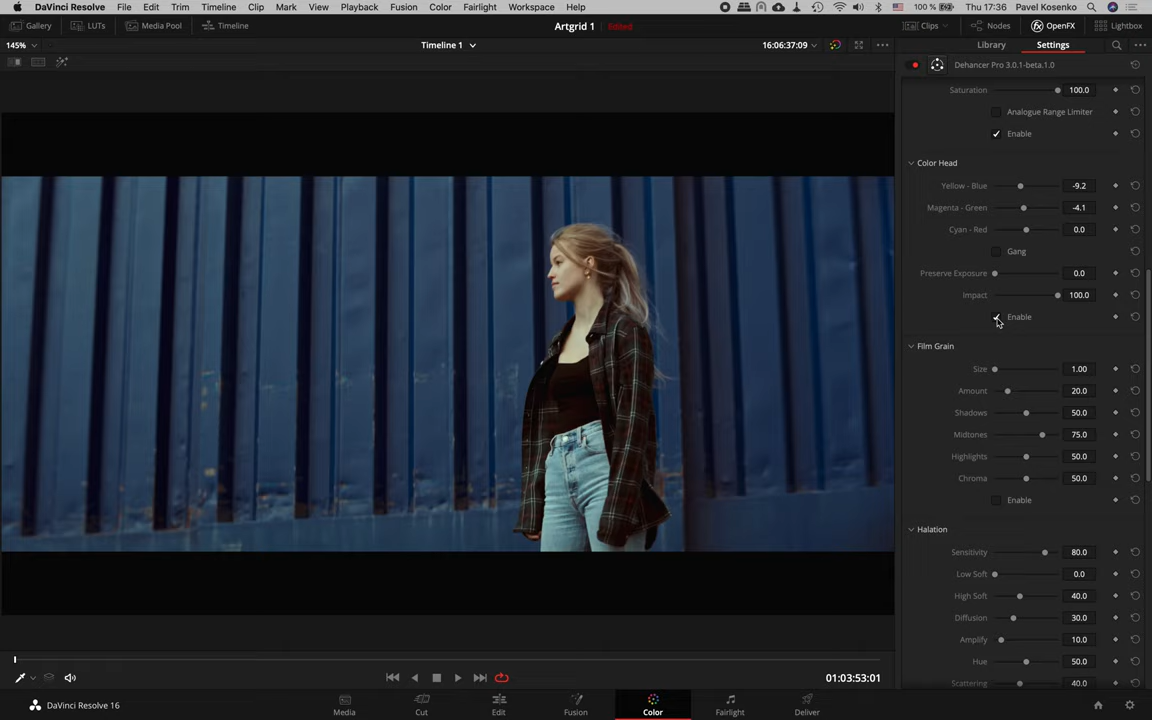 DaVinci Resolve File Edit Trim Timeline Clip Mark View Playback Fusion Color Fairlight Workspace Help 100 % Thu 17:36 Pavel Kosenko
Gallery LUTs Media Pool Timeline Artgrid 1 Edited Clips Nodes OpenFX Lightbox
145% Timeline 1 16:06:37:09 Library Settings
Dehancer Pro 3.0.1-beta.1.0
Saturation 100.0
Analogue Range Limiter
Enable
Color Head
Yellow - Blue -9.2
Magenta - Green -4.1
Cyan - Red 0.0
Gang
Preserve Exposure 0.0
Impact 100.0
Enable
Film Grain
Size 1.00
Amount 20.0
Shadows 50.0
Midtones 75.0
Highlights 50.0
Chroma 50.0
Enable
Halation
Sensitivity 80.0
Low Soft 0.0
High Soft 40.0
Diffusion 30.0
Amplify 10.0
Hue 50.0
Scattering 40.0
01:03:53:01
DaVinci Resolve 16 Media Cut Edit Fusion Color Fairlight Deliver